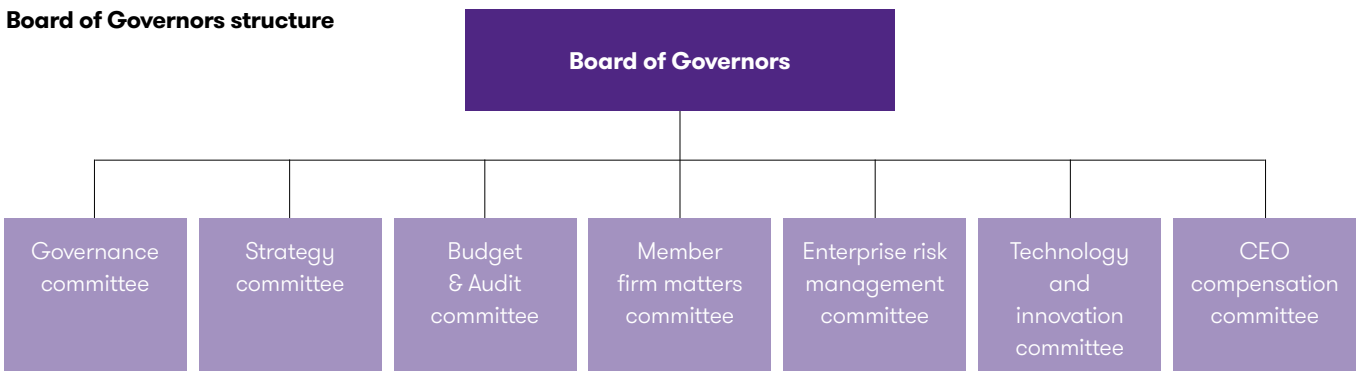 Board of Governors structure
Board of Governors
Governance
committee
Strategy
committee
Budget
& Audit
committee
Member
firm matters
committee
Enterprise risk
management
committee
Technology
and
innovation
committee
CEO
compensation
committee